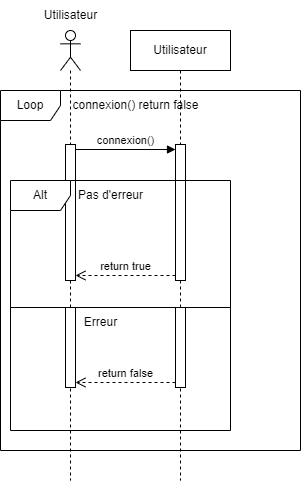 Utilisateur
Utilisateur
Loop
connexion() return false
connexion()
Alt
Pas d'erreur
return true
Erreur
return false